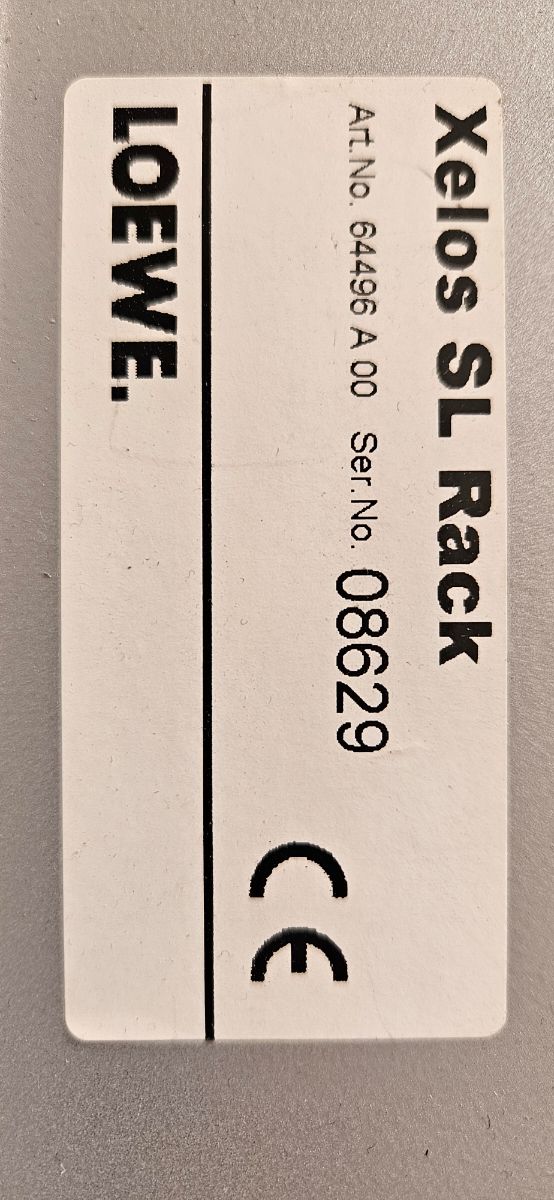 Xelos SL Rack
Art.No. 64496 A 00 Ser.No. 08629
CE
LOEWE.